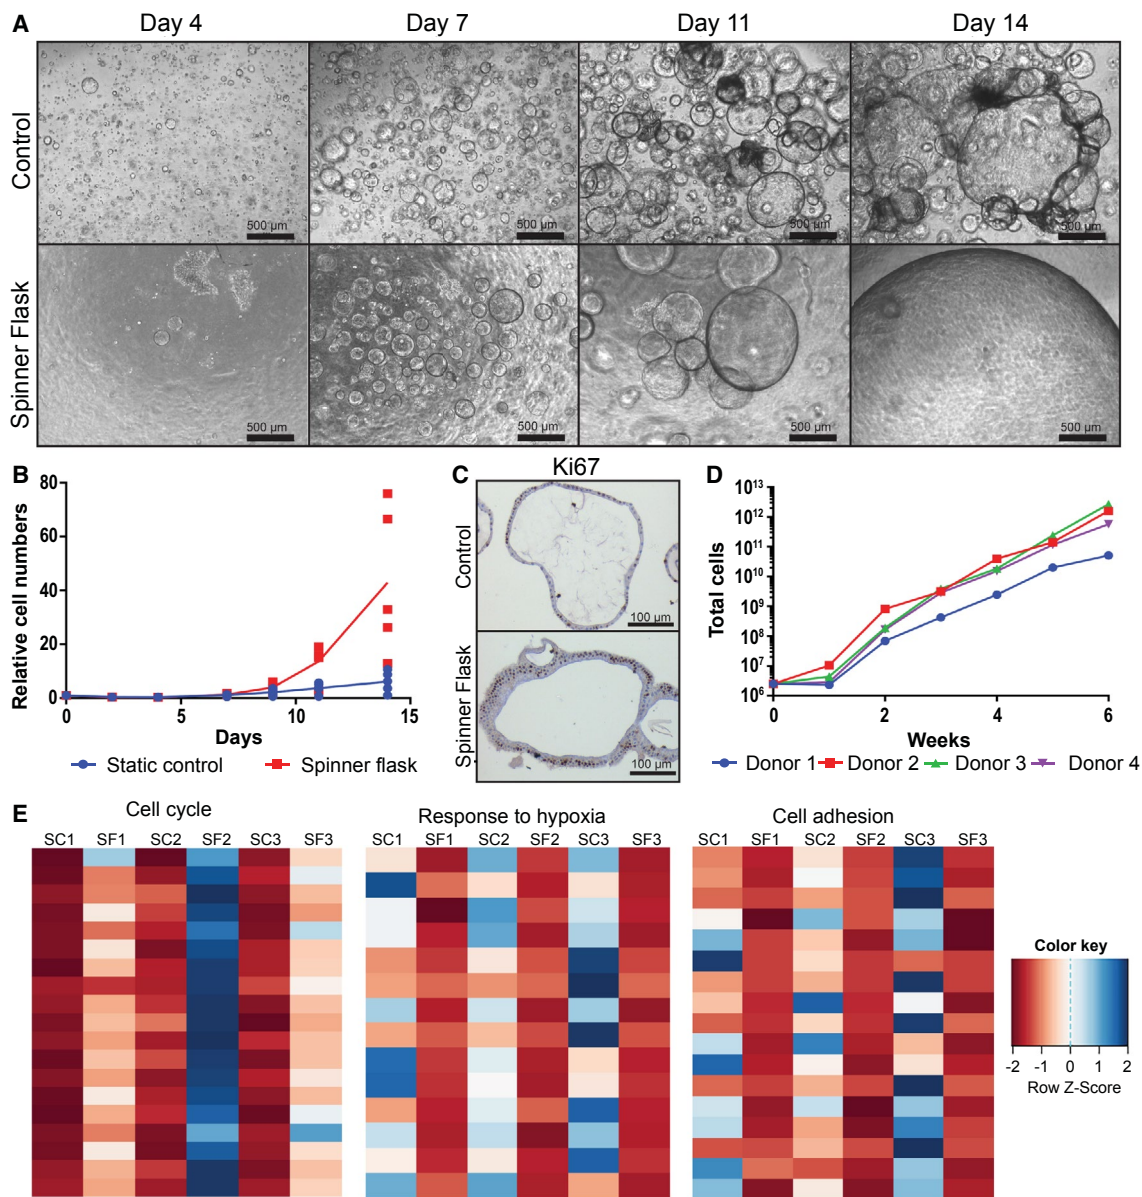 A
Day 4 Day 7 Day 11 Day 14
Control
500 µm 500 µm 500 µm 500 µm
Spinner Flask
500 µm 500 µm 500 µm 500 µm
B
Relative cell numbers
80
60
40
20
0
0 5 10 15
Days
Static control Spinner flask
C
Ki67
Control
100 µm
Spinner Flask
100 µm
D
Total cells
10¹³
10¹²
10¹¹
10¹⁰
10⁹
10⁸
10⁷
10⁶
0 2 4 6
Weeks
Donor 1 Donor 2 Donor 3 Donor 4
E
Cell cycle
SC1 SF1 SC2 SF2 SC3 SF3
Response to hypoxia
SC1 SF1 SC2 SF2 SC3 SF3
Cell adhesion
SC1 SF1 SC2 SF2 SC3 SF3
Color key
-2 -1 0 1 2
Row Z-Score